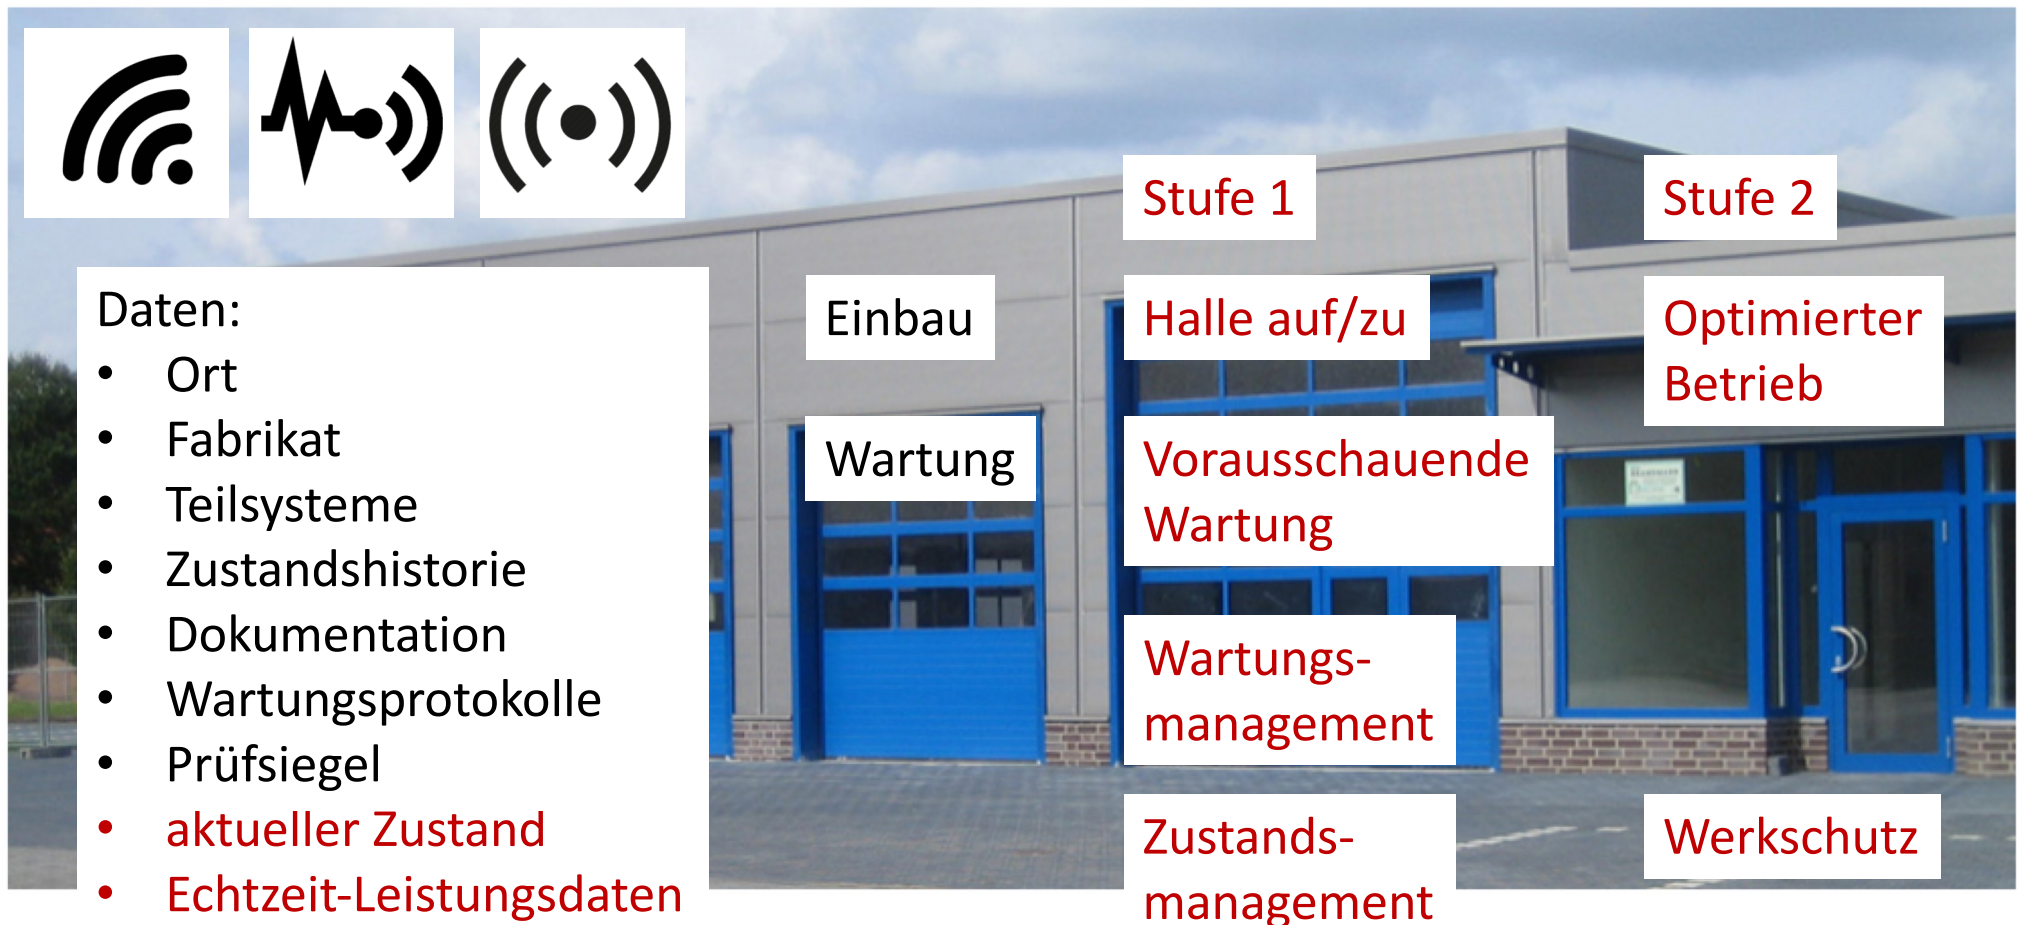 Stufe 1
Stufe 2
Daten:
• Ort
• Fabrikat
• Teilsysteme
• Zustandshistorie
• Dokumentation
• Wartungsprotokolle
• Prüfsiegel
• aktueller Zustand
• Echtzeit-Leistungsdaten
Einbau
Wartung
Halle auf/zu
Vorausschauende
Wartung
Wartungs-
management
Zustands-
management
Optimierter
Betrieb
Werkschutz